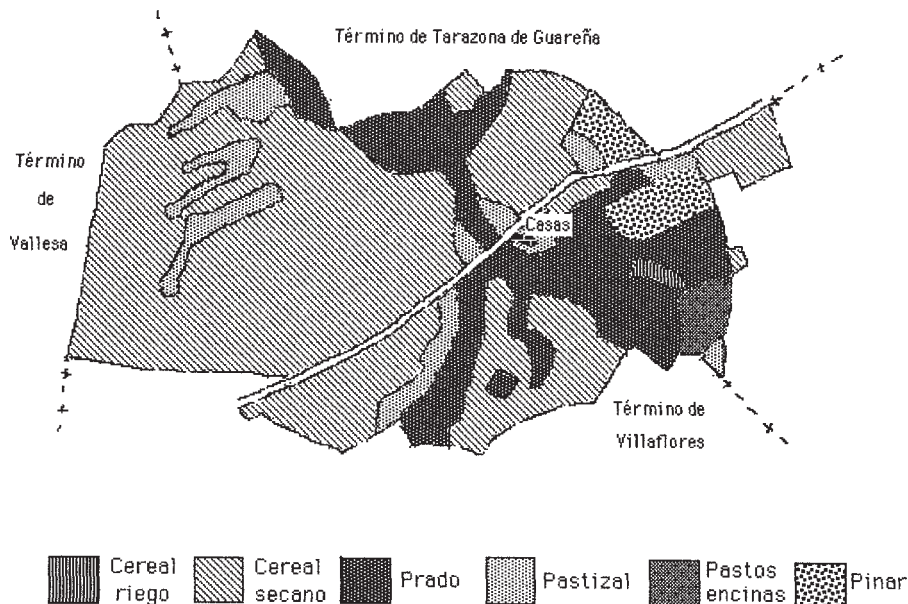 Término de Tarazona de Guareña
Término
de
Vallesa
Casas
Término de
Villaflores
Cereal
riego
Cereal
secano
Prado
Pastizal
Pastos
encinas
Pinar